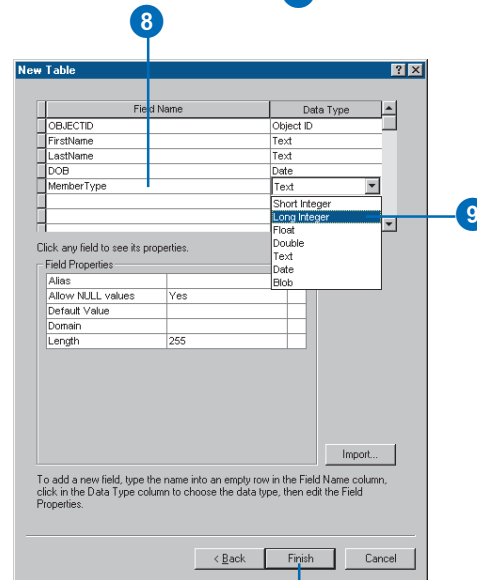 8
New Table
Field Name Data Type
OBJECTID Object ID
FirstName Text
LastName Text
DOB Date
MemberType Text
Short Integer
Long Integer
9
Float
Double
Text
Date
Blob
Click any field to see its properties.
Field Properties
Alias
Allow NULL values Yes
Default Value
Domain
Length 255
Import...
To add a new field, type the name into an empty row in the Field Name column,
click in the Data Type column to choose the data type, then edit the Field
Properties.
< Back Finish Cancel